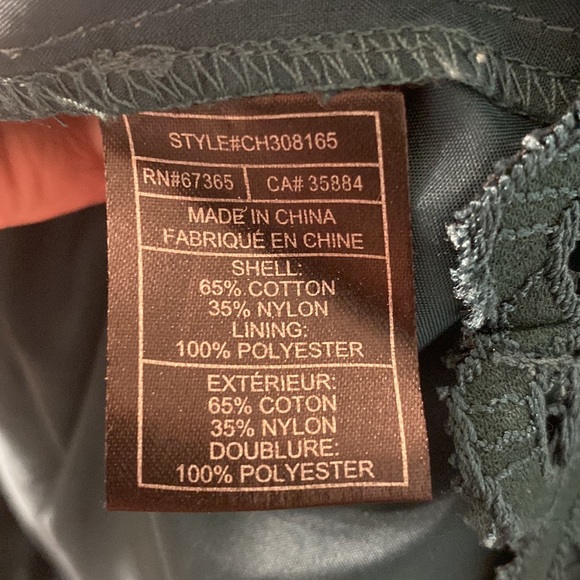 STYLE#CH308165
RN#67365 CA# 35884
MADE IN CHINA
FABRIQUÉ EN CHINE
SHELL:
65% COTTON
35% NYLON
LINING:
100% POLYESTER
EXTÉRIEUR:
65% COTON
35% NYLON
DOUBLURE:
100% POLYESTER